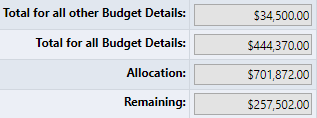 Total for all other Budget Details: $34,500.00
Total for all Budget Details: $444,370.00
Allocation: $701,872.00
Remaining: $257,502.00